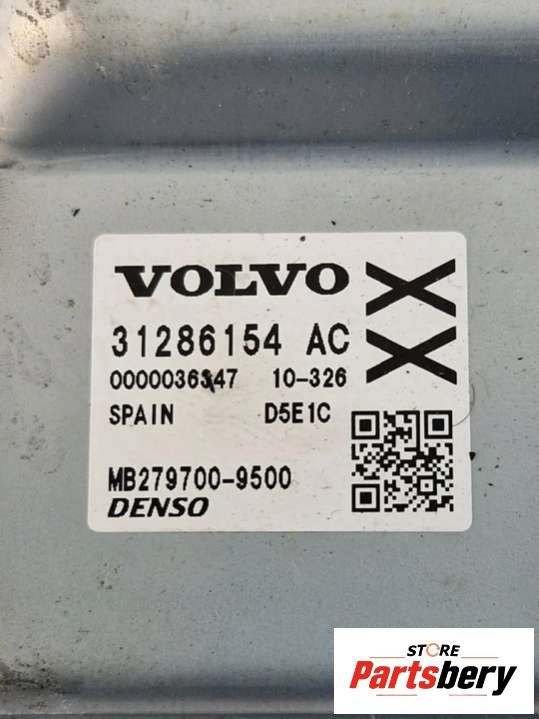 VOLVO
31286154 AC
0000036347 10-326
SPAIN D5E1C
MB279700-9500
DENSO
STORE
Partsbery